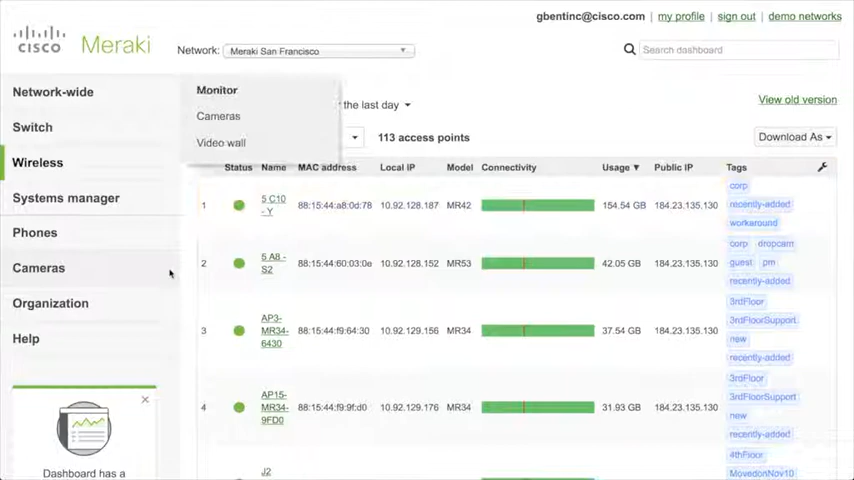 gbentinc@cisco.com | my profile | sign out | demo networks
CISCO Meraki
Network: Meraki San Francisco
Search dashboard
Network-wide
Switch
Wireless
Systems manager
Phones
Cameras
Organization
Help
Dashboard has a
Monitor
Cameras
Video wall
the last day
View old version
113 access points
Download As
Status Name MAC address Local IP Model Connectivity Usage ▼ Public IP Tags
1 5 C10 - Y 88:15:44:a8:0d:78 10.92.128.187 MR42 154.54 GB 184.23.135.130 corp recently-added workaround
2 5 A8 - S2 88:15:44:60:03:0e 10.92.128.152 MR53 42.05 GB 184.23.135.130 corp dropcam guest pm recently-added
3 AP3-MR34-6430 88:15:44:f9:64:30 10.92.129.156 MR34 37.54 GB 184.23.135.130 3rdFloor 3rdFloorSupport new recently-added
4 AP15-MR34-9FD0 88:15:44:f9:9f:d0 10.92.129.176 MR34 31.93 GB 184.23.135.130 3rdFloor 3rdFloorSupport new recently-added
J2 4thFloor MovedonNov10